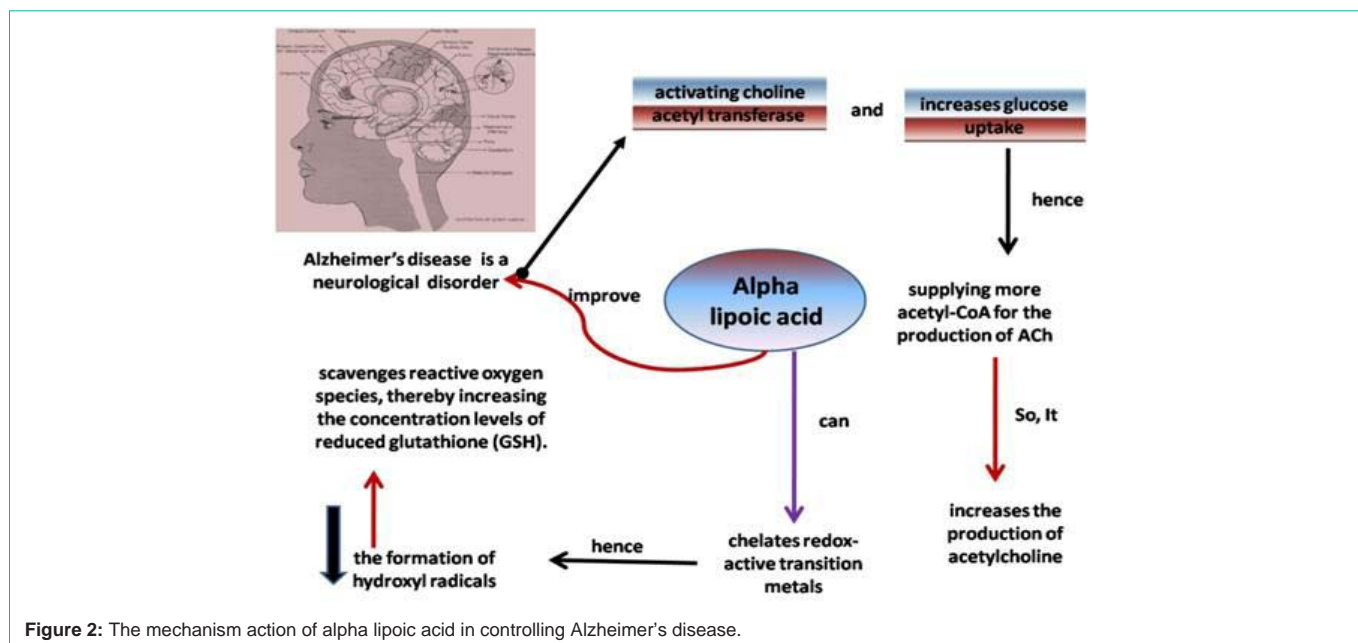 activating choline
acetyl transferase
and
increases glucose
uptake
hence
Alzheimer's disease is a
neurological disorder
improve
Alpha
lipoic acid
supplying more
acetyl-CoA for the
production of ACh
scavenges reactive oxygen
species, thereby increasing
the concentration levels of
reduced glutathione (GSH).
can
So, It
increases the
production of
acetylcholine
hence
chelates redox-
active transition
metals
the formation of
hydroxyl radicals
Figure 2: The mechanism action of alpha lipoic acid in controlling Alzheimer's disease.